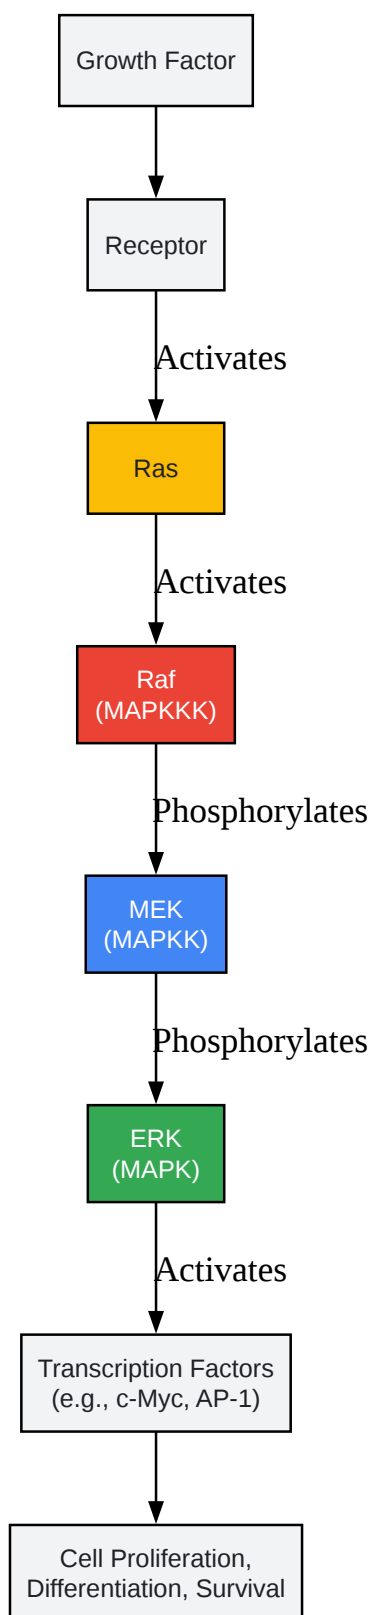 Growth Factor
Receptor
Activates
Ras
Activates
Raf
(MAPKKK)
Phosphorylates
MEK
(MAPKK)
Phosphorylates
ERK
(MAPK)
Activates
Transcription Factors
(e.g., c-Myc, AP-1)
Cell Proliferation,
Differentiation, Survival